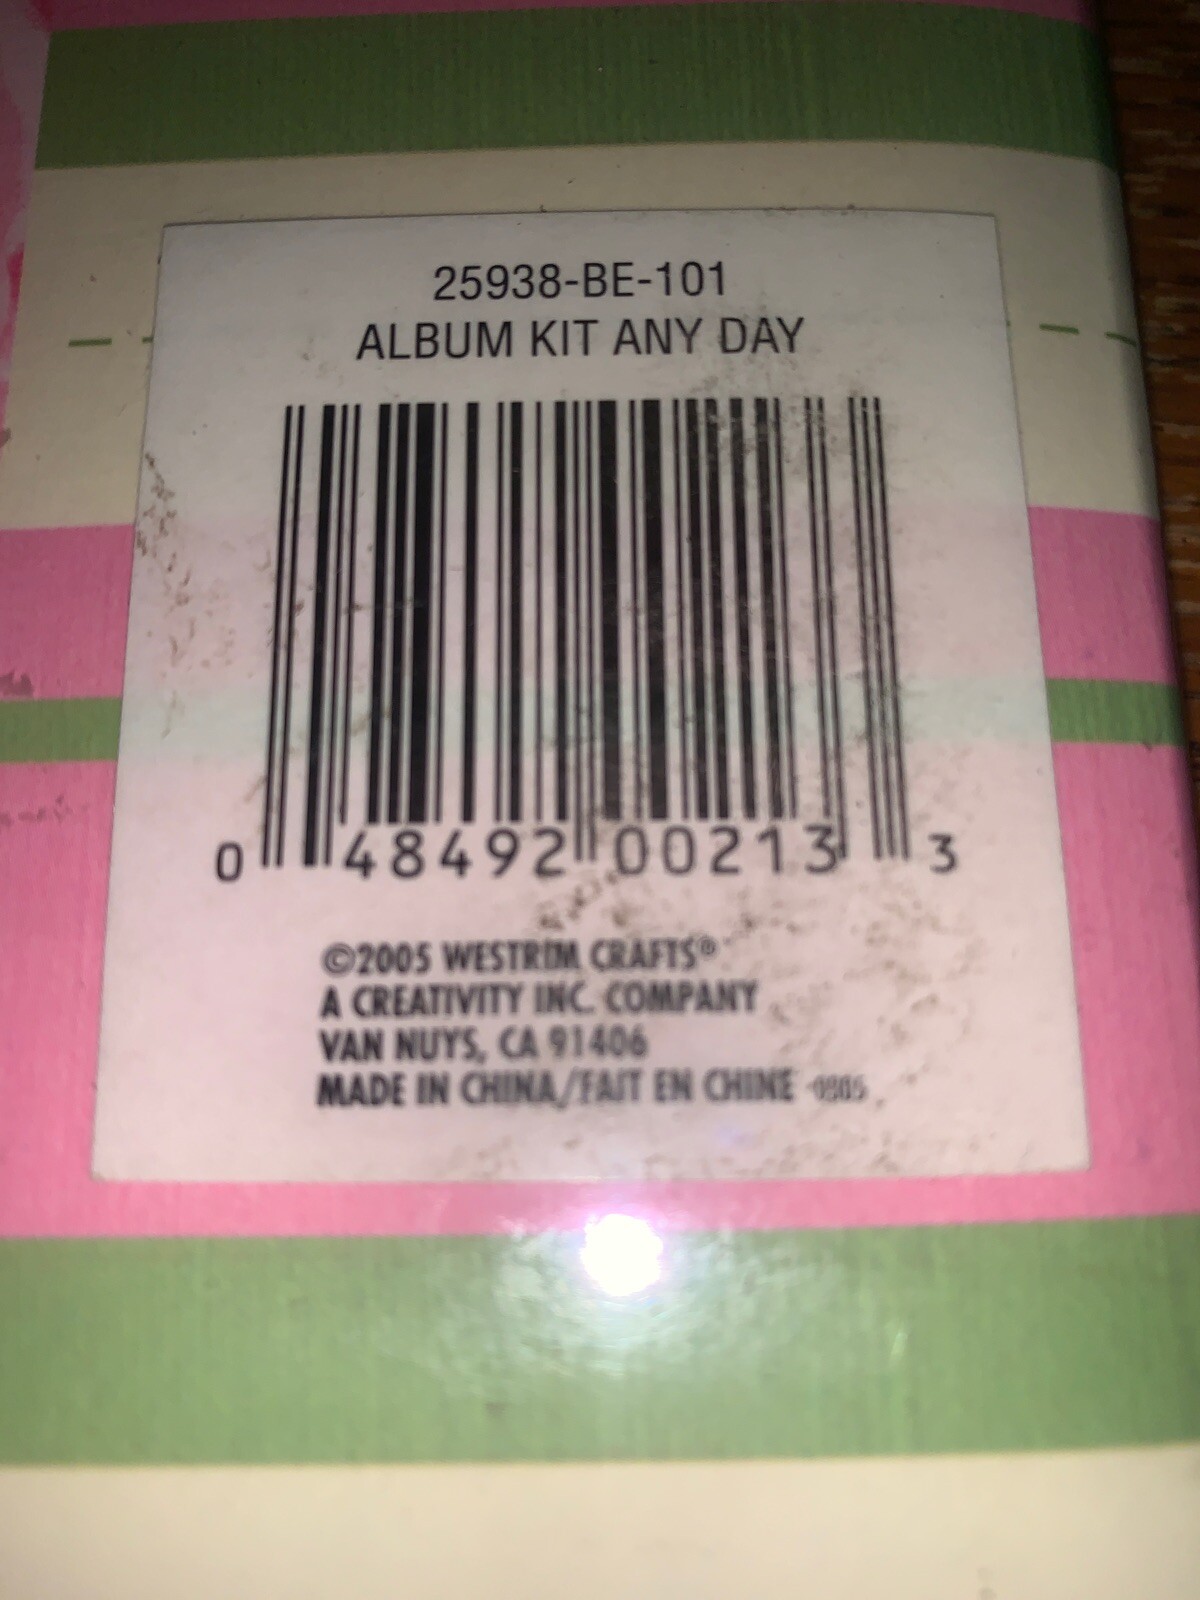 25938-BE-101
ALBUM KIT ANY DAY
0 48492 00213 3
©2005 WESTRIM CRAFTS®
A CREATIVITY INC. COMPANY
VAN NUYS, CA 91406
MADE IN CHINA/FAIT EN CHINE